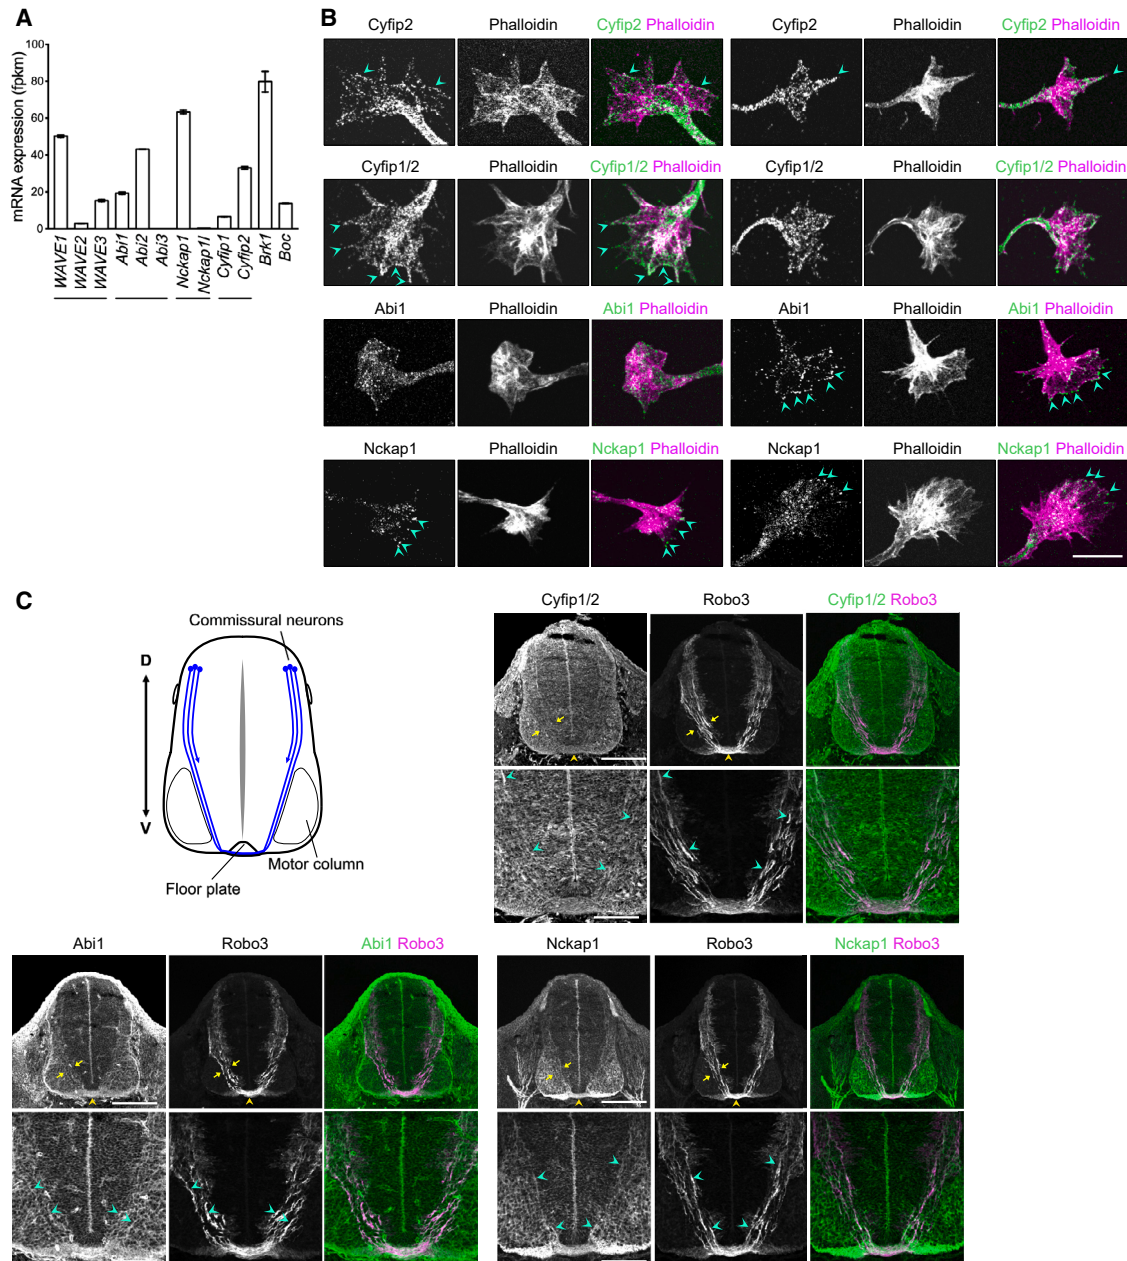 A
mRNA expression (fpkm)
100
80
60
40
20
0
WAVE1
WAVE2
WAVE3
Abi1
Abi2
Abi3
Nckap1
Nckap1l
Cyfip1
Cyfip2
Brk1
Boc
B
Cyfip2 Phalloidin Cyfip2 Phalloidin Cyfip2 Phalloidin Cyfip2 Phalloidin
Cyfip1/2 Phalloidin Cyfip1/2 Phalloidin Cyfip1/2 Phalloidin Cyfip1/2 Phalloidin
Abi1 Phalloidin Abi1 Phalloidin Abi1 Phalloidin Abi1 Phalloidin
Nckap1 Phalloidin Nckap1 Phalloidin Nckap1 Phalloidin Nckap1 Phalloidin
C
Commissural neurons
D
V
Motor column
Floor plate
Cyfip1/2 Robo3 Cyfip1/2 Robo3
Abi1 Robo3 Abi1 Robo3
Nckap1 Robo3 Nckap1 Robo3